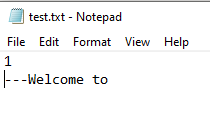 test.txt - Notepad
File Edit Format View Help
1
---Welcome to